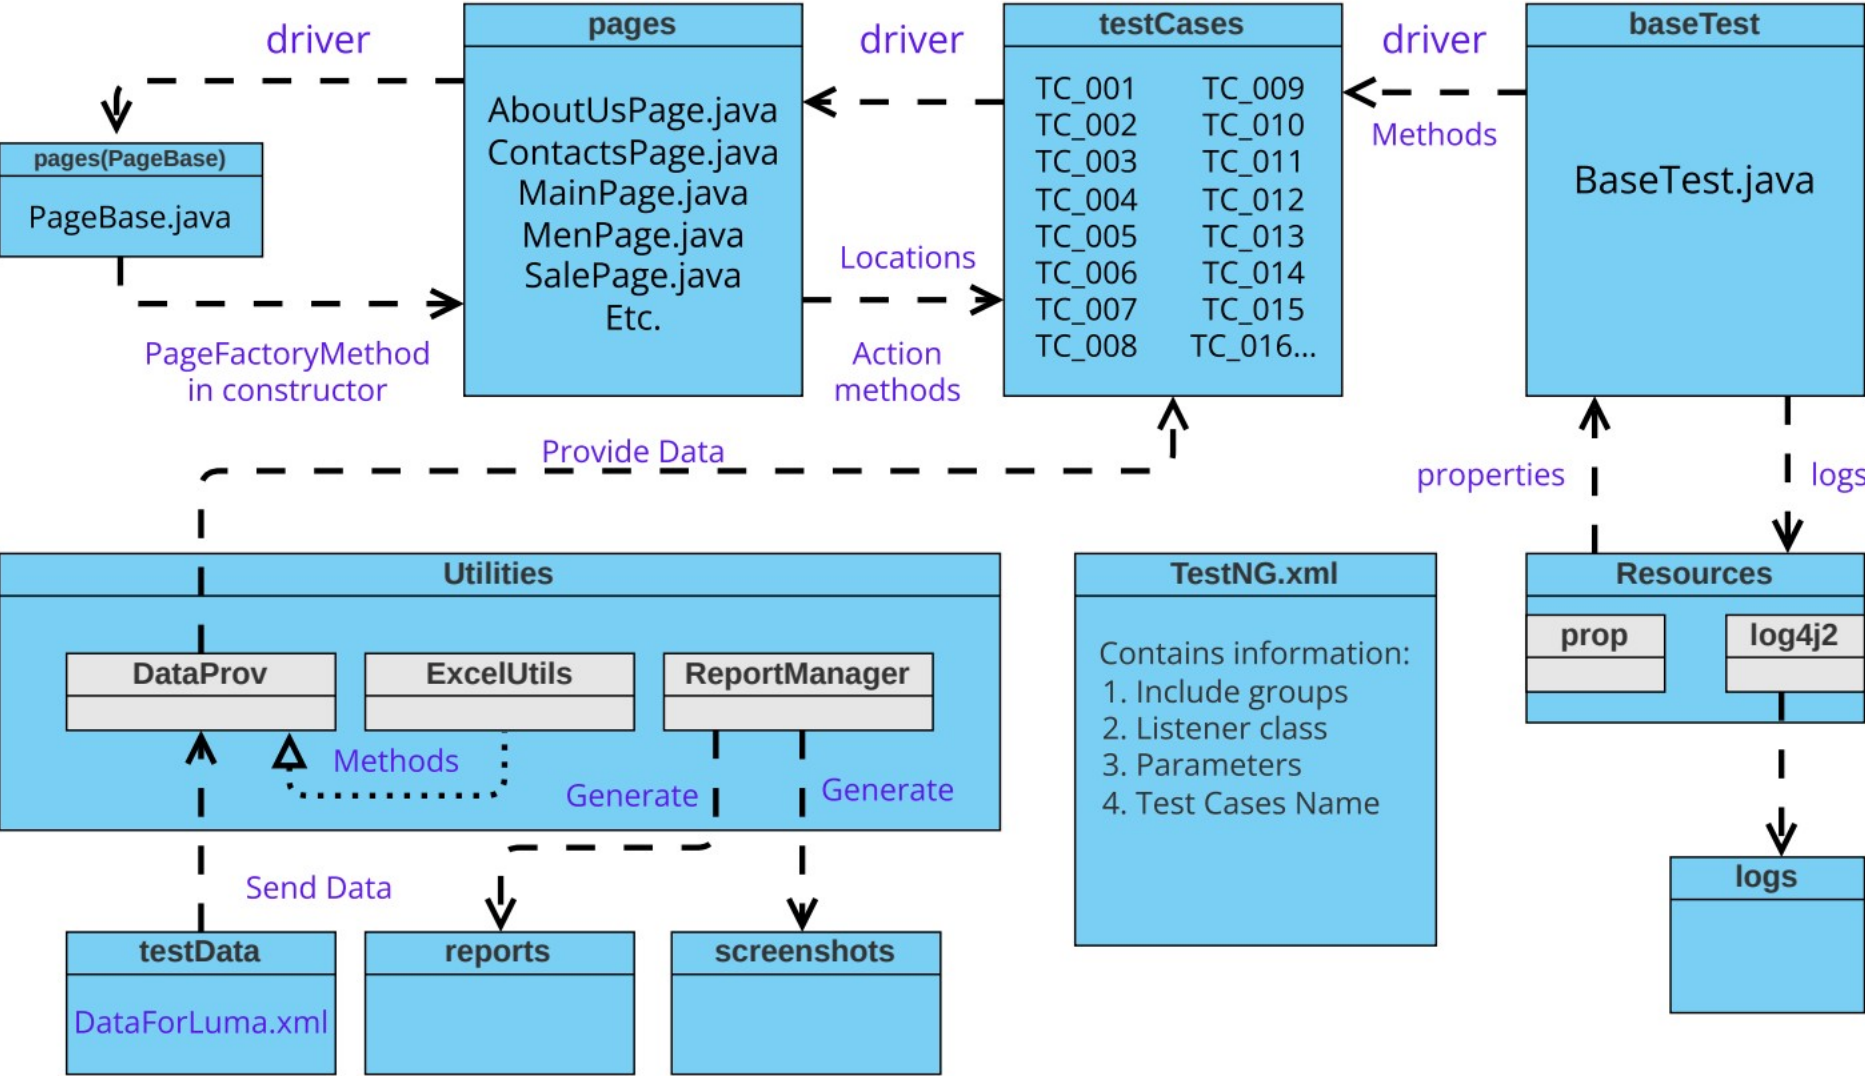 driver
pages
AboutUsPage.java
ContactsPage.java
MainPage.java
MenPage.java
SalePage.java
Etc.
driver
testCases
TC_001 TC_009
TC_002 TC_010
TC_003 TC_011
TC_004 TC_012
TC_005 TC_013
TC_006 TC_014
TC_007 TC_015
TC_008 TC_016...
driver
Methods
baseTest
BaseTest.java
pages(PageBase)
PageBase.java
PageFactoryMethod
in constructor
Locations
Action
methods
Provide Data
properties
logs
Utilities
DataProv
ExcelUtils
ReportManager
Methods
Generate
Generate
TestNG.xml
Contains information:
1. Include groups
2. Listener class
3. Parameters
4. Test Cases Name
Resources
prop
log4j2
logs
Send Data
testData
DataForLuma.xml
reports
screenshots